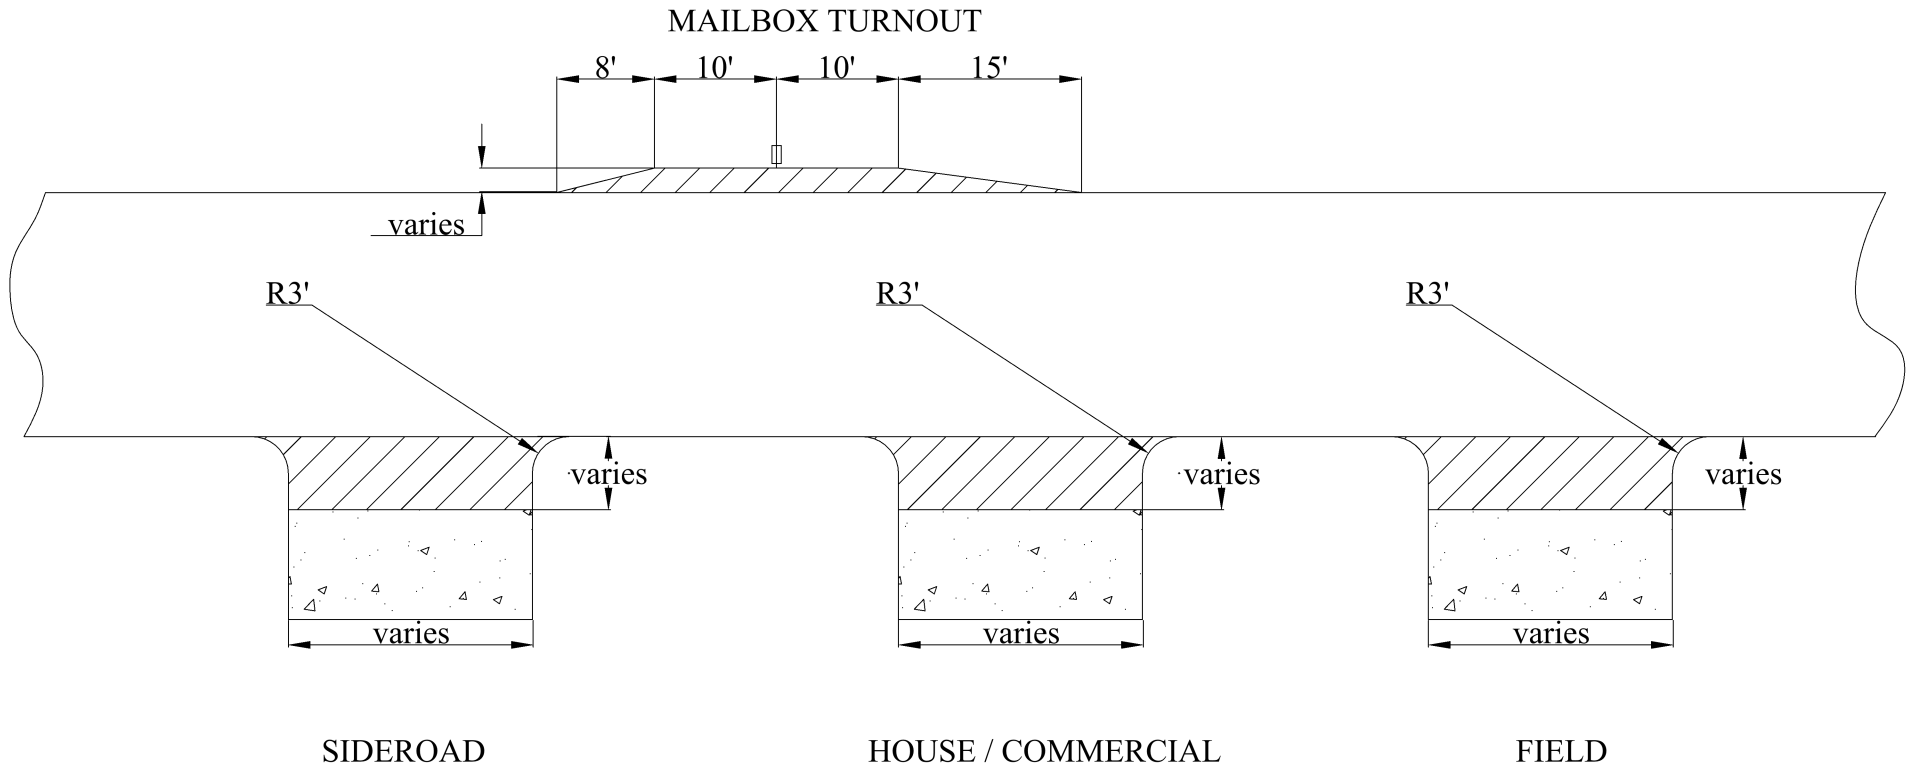 MAILBOX TURNOUT
8' 10' 10' 15'
varies
R3' R3' R3'
varies varies varies
varies varies varies
SIDEROAD HOUSE / COMMERCIAL FIELD